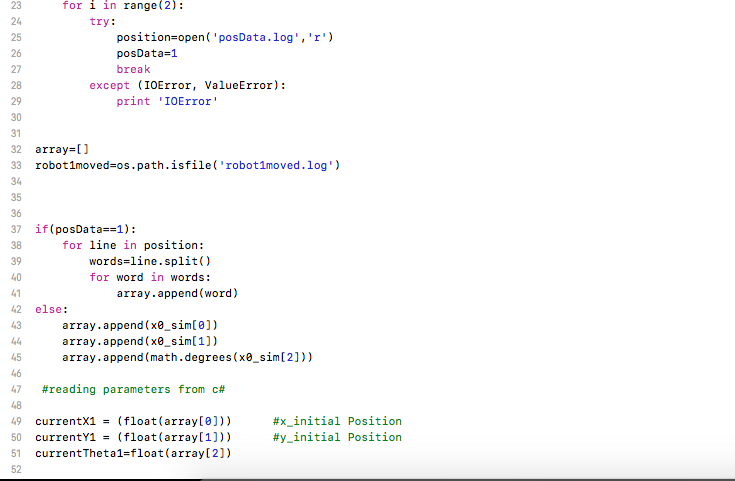 23     for i in range(2):
24         try:
25             position=open('posData.log','r')
26             posData=1
27             break
28         except (IOError, ValueError):
29             print 'IOError'
30
31
32 array=[]
33 robot1moved=os.path.isfile('robot1moved.log')
34
35
36
37 if(posData==1):
38     for line in position:
39         words=line.split()
40         for word in words:
41             array.append(word)
42 else:
43     array.append(x0_sim[0])
44     array.append(x0_sim[1])
45     array.append(math.degrees(x0_sim[2]))
46
47  #reading parameters from c#
48
49 currentX1 = (float(array[0]))      #x_initial Position
50 currentY1 = (float(array[1]))      #y_initial Position
51 currentTheta1=float(array[2])
52